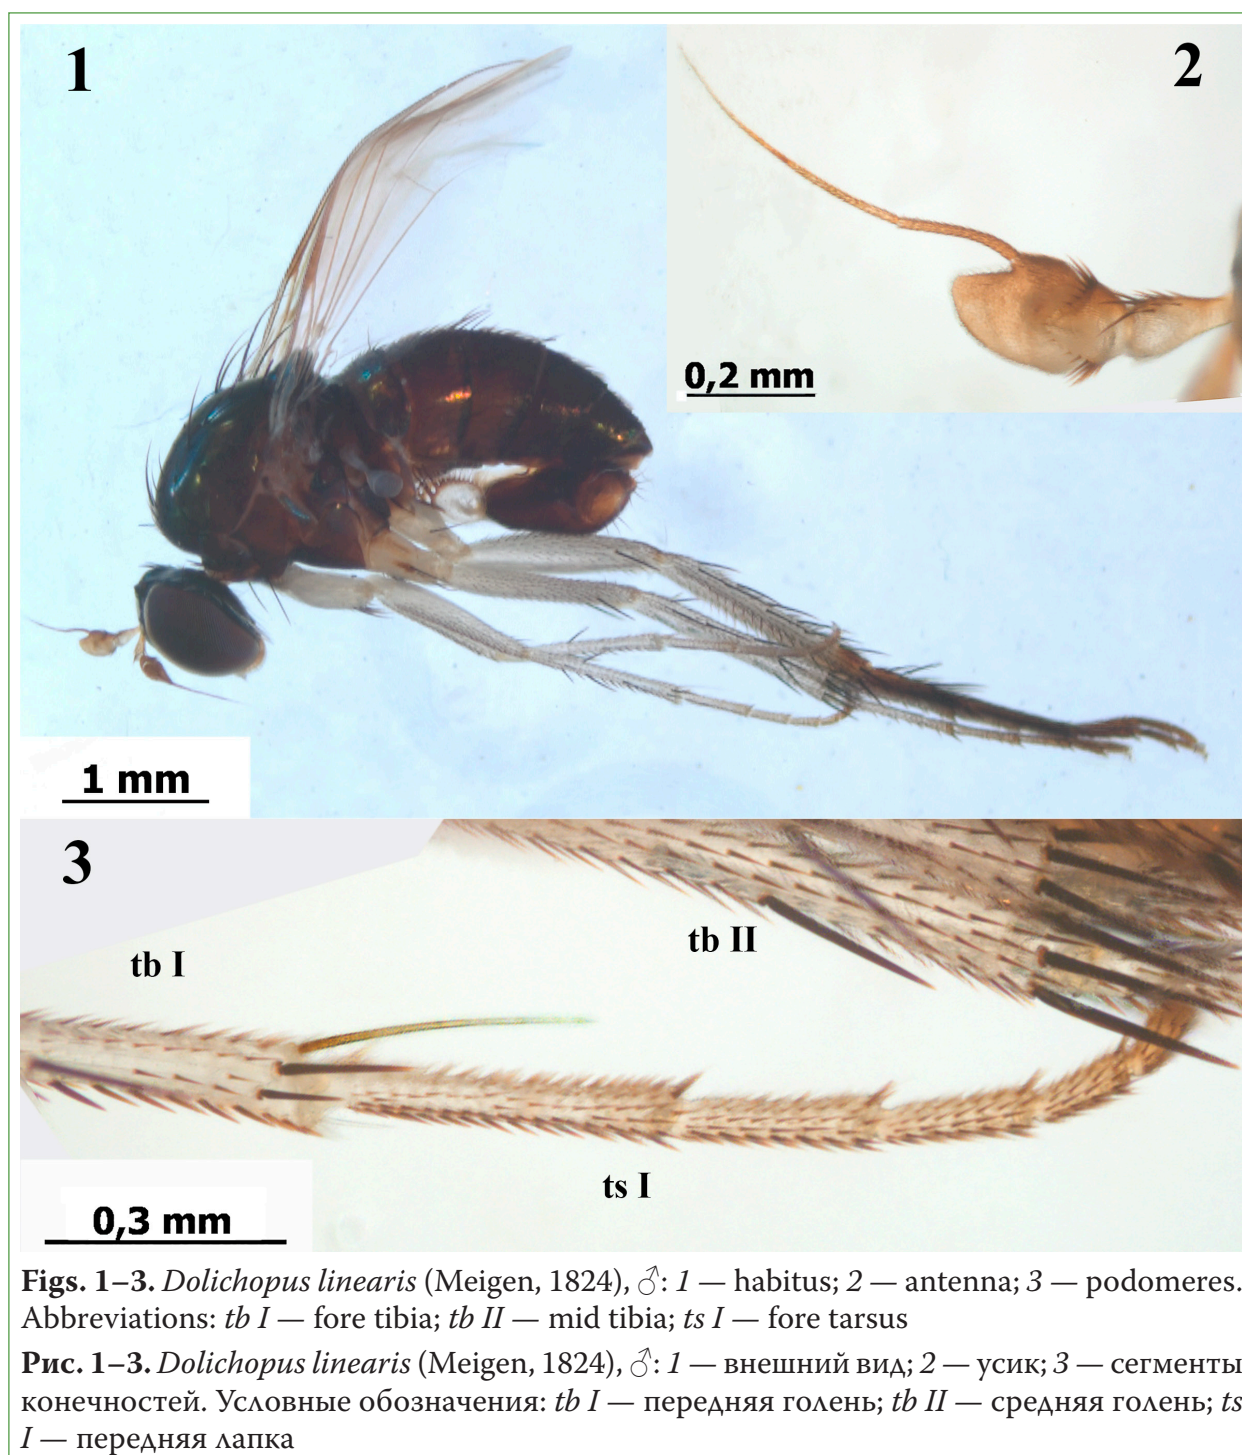 1
2
0,2 mm
1 mm
3
tb I
tb II
ts I
0,3 mm
Figs. 1–3. Dolichopus linearis (Meigen, 1824), ♂: 1 — habitus; 2 — antenna; 3 — podomeres.
Abbreviations: tb I — fore tibia; tb II — mid tibia; ts I — fore tarsus
Рис. 1–3. Dolichopus linearis (Meigen, 1824), ♂: 1 — внешний вид; 2 — усик; 3 — сегменты
конечностей. Условные обозначения: tb I — передняя голень; tb II — средняя голень; ts
I — передняя лапка